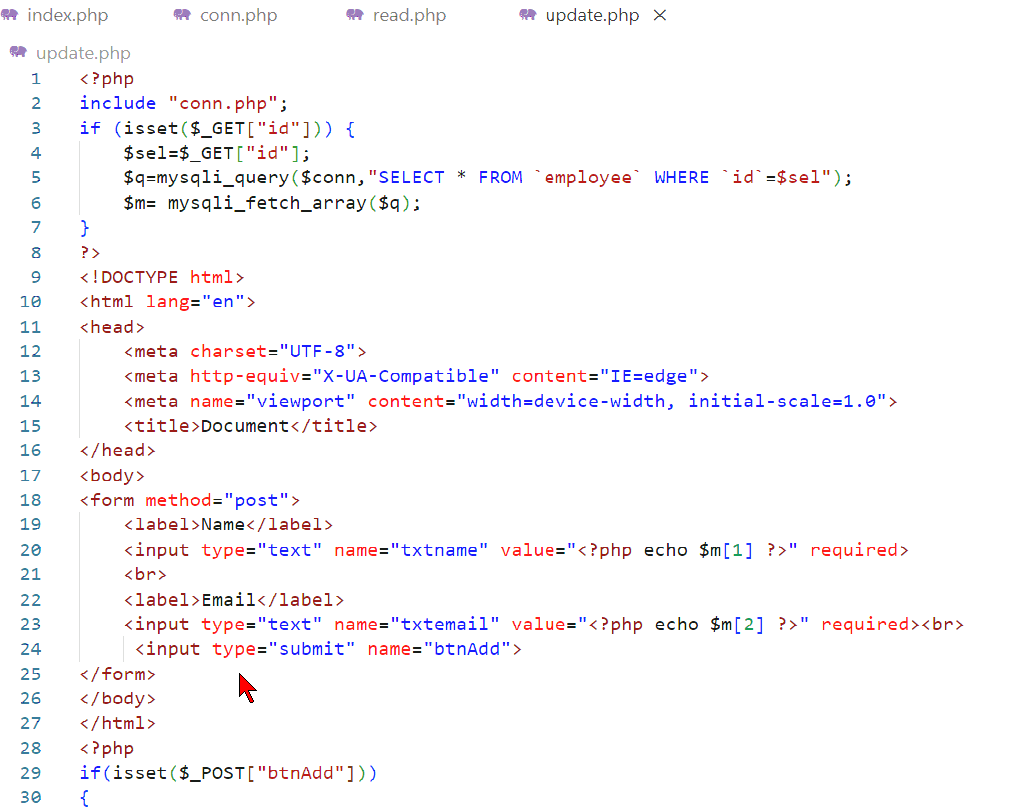 index.php conn.php read.php update.php ×
update.php
1 <?php
2 include "conn.php";
3 if (isset($_GET["id"])) {
4     $sel=$_GET["id"];
5     $q=mysqli_query($conn,"SELECT * FROM `employee` WHERE `id`=$sel");
6     $m= mysqli_fetch_array($q);
7 }
8 ?>
9 <!DOCTYPE html>
10 <html lang="en">
11 <head>
12     <meta charset="UTF-8">
13     <meta http-equiv="X-UA-Compatible" content="IE=edge">
14     <meta name="viewport" content="width=device-width, initial-scale=1.0">
15     <title>Document</title>
16 </head>
17 <body>
18 <form method="post">
19     <label>Name</label>
20     <input type="text" name="txtname" value="<?php echo $m[1] ?>" required>
21     <br>
22     <label>Email</label>
23     <input type="text" name="txtemail" value="<?php echo $m[2] ?>" required><br>
24      <input type="submit" name="btnAdd">
25 </form>
26 </body>
27 </html>
28 <?php
29 if(isset($_POST["btnAdd"]))
30 {